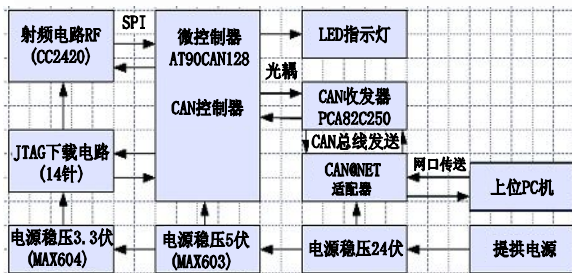 射频电路RF
(CC2420)
SPI
微控制器
AT90CAN128
CAN控制器
LED指示灯
光耦
CAN收发器
PCA82C250
CAN总线发送
JTAG下载电路
(14针)
CAN@NET
适配器
网口传送
上位PC机
电源稳压3.3伏
(MAX604)
电源稳压5伏
(MAX603)
电源稳压24伏
提拱电源